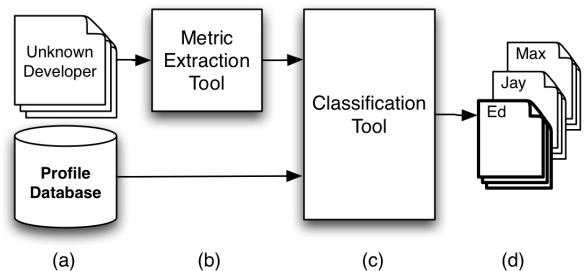 Unknown
Developer
Metric
Extraction
Tool
Classification
Tool
Max
Jay
Ed
Profile
Database
(a)
(b)
(c)
(d)